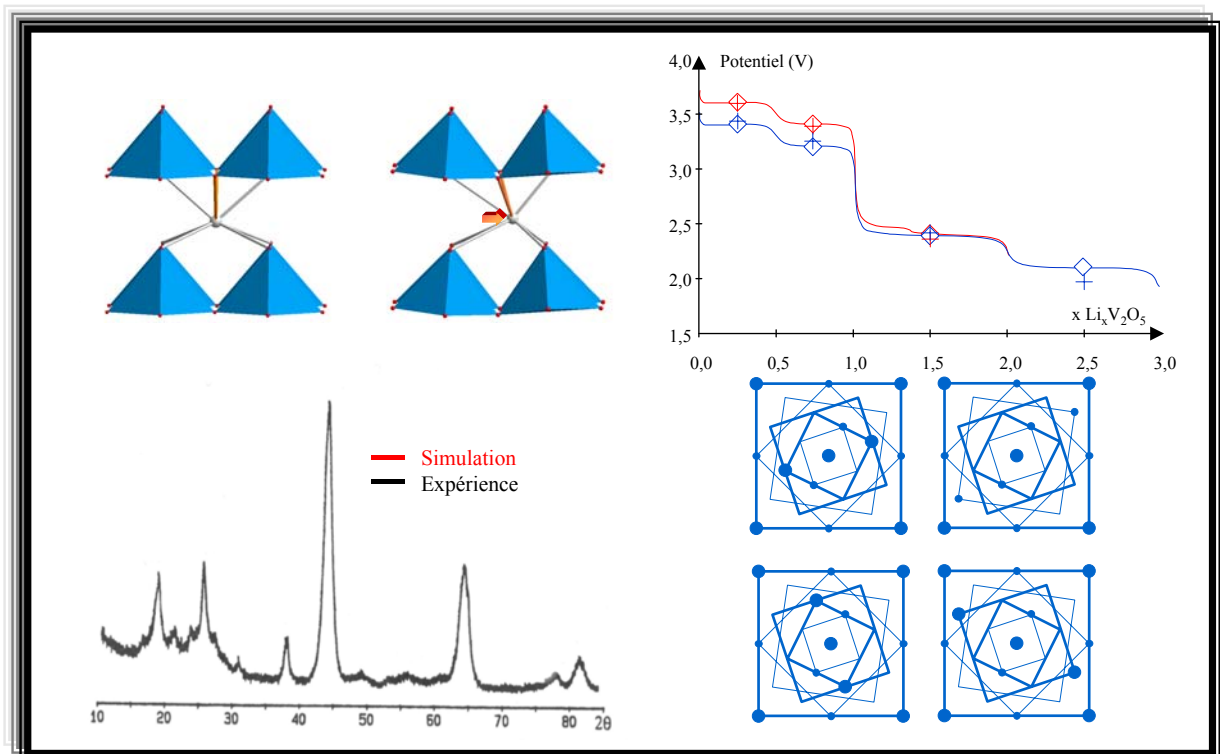 4,0 Potentiel (V)
3,5
3,0
2,5
2,0
x LiₓV₂O₅
1,5
0,0 0,5 1,0 1,5 2,0 2,5 3,0
Simulation
Expérience
10 20 30 40 50 60 70 80 2θ